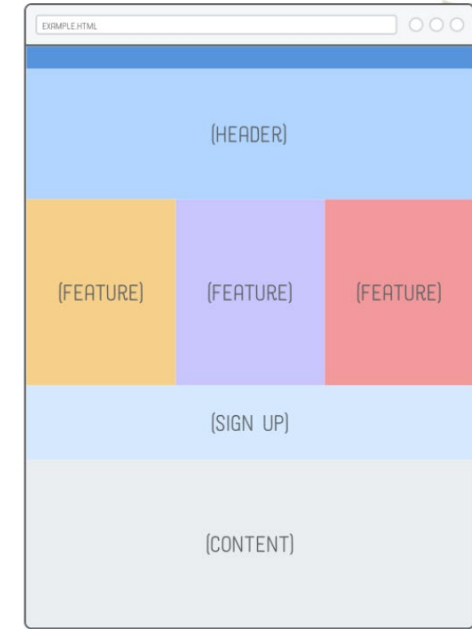 EXAMPLE.HTML
(HEADER)
(FEATURE) (FEATURE) (FEATURE)
(SIGN UP)
(CONTENT)